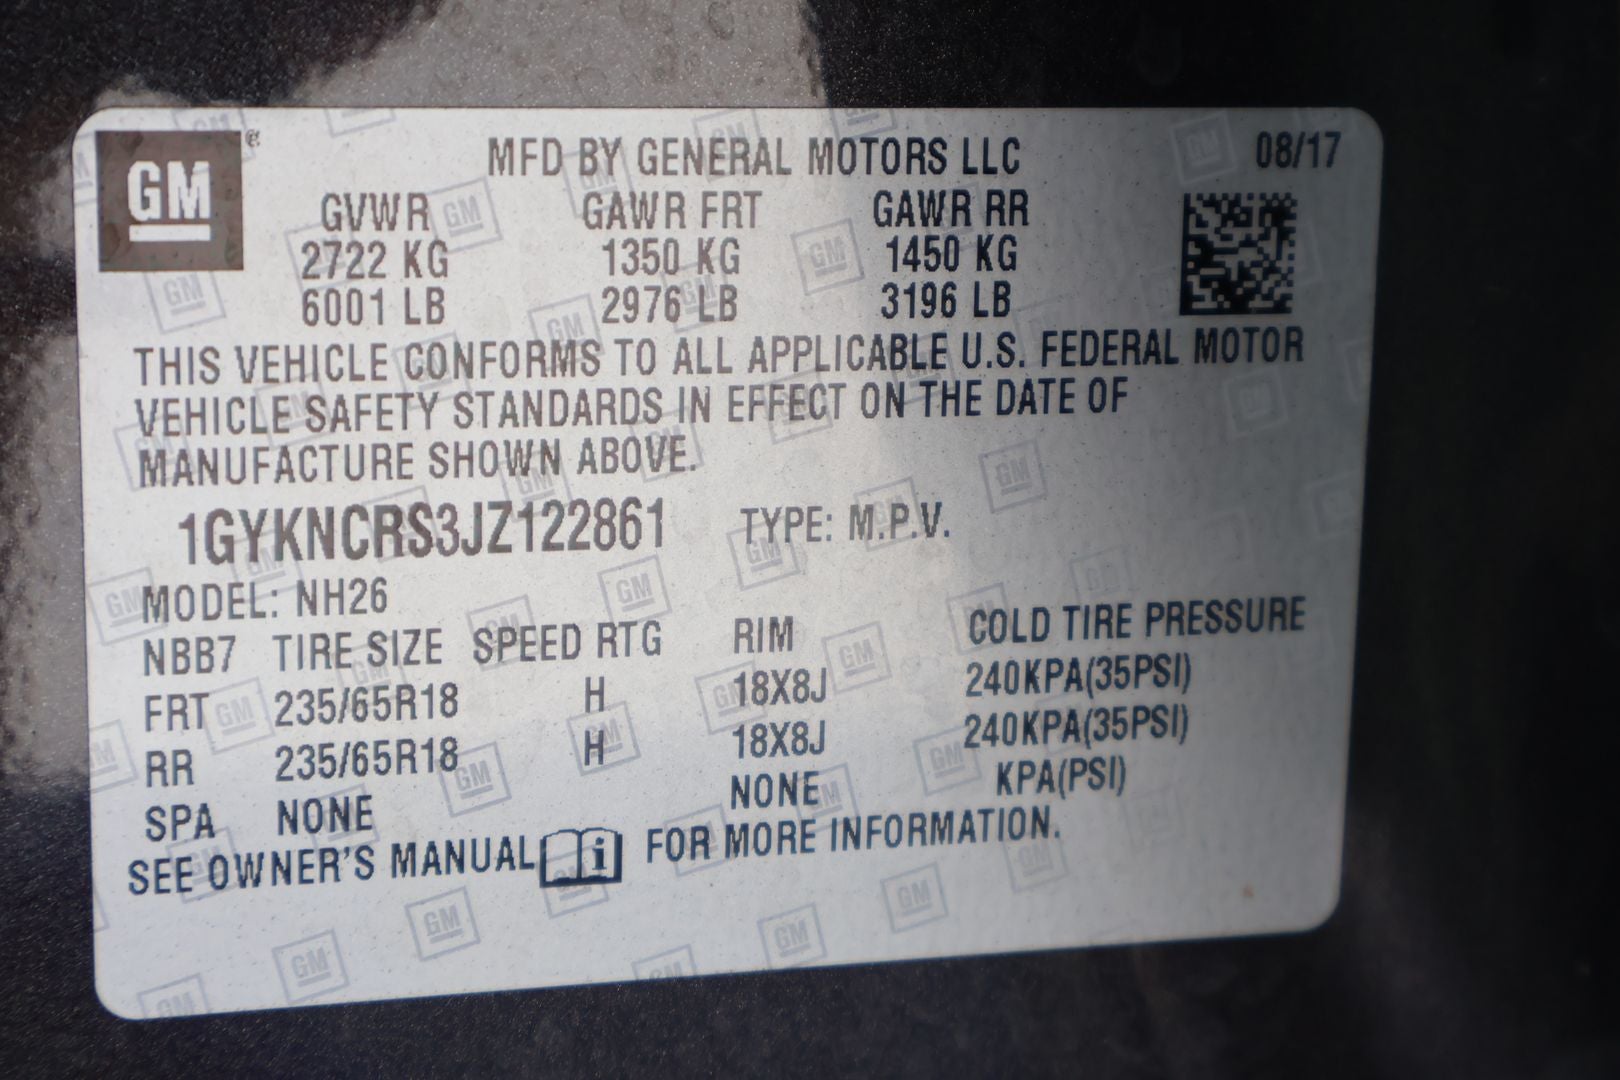 GM
MFD BY GENERAL MOTORS LLC 08/17
GVWR GAWR FRT GAWR RR
2722 KG 1350 KG 1450 KG
6001 LB 2976 LB 3196 LB
THIS VEHICLE CONFORMS TO ALL APPLICABLE U.S. FEDERAL MOTOR
VEHICLE SAFETY STANDARDS IN EFFECT ON THE DATE OF
MANUFACTURE SHOWN ABOVE.
1GYKNCRS3JZ122861 TYPE: M.P.V.
MODEL: NH26
NBB7 TIRE SIZE SPEED RTG RIM COLD TIRE PRESSURE
FRT 235/65R18 H 18X8J 240KPA(35PSI)
RR 235/65R18 H 18X8J 240KPA(35PSI)
SPA NONE NONE KPA(PSI)
SEE OWNER'S MANUAL i FOR MORE INFORMATION.